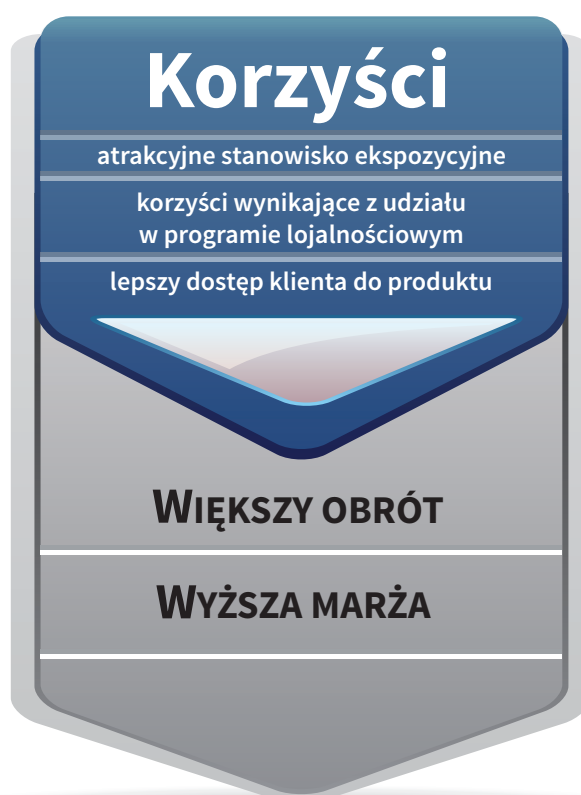 Korzyści
atrakcyjne stanowisko ekspozycyjne
korzyści wynikające z udziału
w programie lojalnościowym
lepszy dostęp klienta do produktu
Większy obrót
Wyższa marża